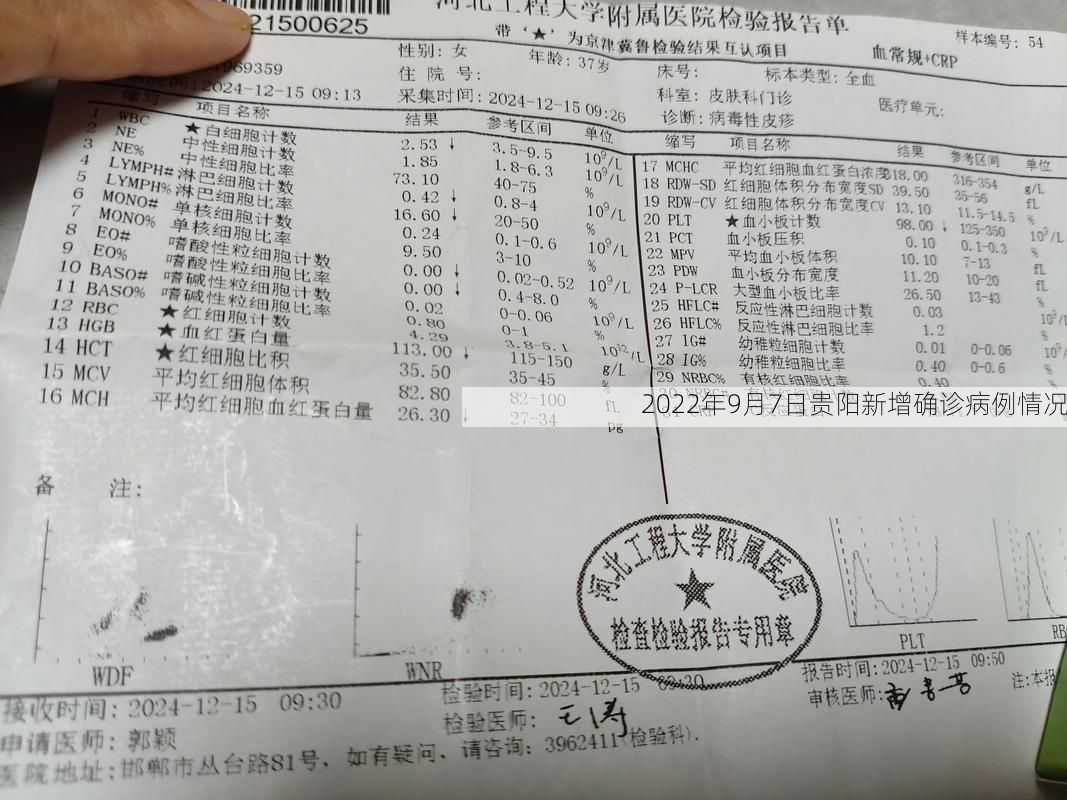 21500625
河北工程大学附属医院检验报告单
带‘★’为京津冀鲁检验结果互认项目
血常规+CRP
样本编号: 54
性别: 女
年龄: 37岁
床号:
标本类型: 全血
1969359
住 院 号:
科室: 皮肤科门诊
医疗单元:
时间: 2024-12-15 09:13
采集时间: 2024-12-15 09:26
诊断: 病毒性皮疹
缩写 项目名称 结果 参考区间 单位
1 WBC ★白细胞计数 2.53 ↓ 3.5-9.5 10^9/L
2 NE 中性细胞计数 1.85 1.8-6.3 10^9/L
3 NE% 中性细胞比率 73.10 40-75 %
4 LYMPH# 淋巴细胞计数 0.42 ↓ 0.8-4 10^9/L
5 LYMPH% 淋巴细胞比率 16.60 ↓ 20-50 %
6 MONO# 单核细胞计数 0.24 0.1-0.6 10^9/L
7 MONO% 单核细胞比率 9.50 3-10 %
8 EO# 嗜酸性粒细胞计数 0.00 ↓ 0.02-0.52 10^9/L
9 EO% 嗜酸性粒细胞比率 0.00 ↓ 0.4-8.0 %
10 BASO# 嗜碱性粒细胞计数 0.02 0-0.06 10^9/L
11 BASO% 嗜碱性粒细胞比率 0.80 0-1 %
12 RBC ★红细胞计数 4.29 3.8-5.1 10^12/L
13 HGB ★血红蛋白量 113.00 ↓ 115-150 g/L
14 HCT ★红细胞比积 35.50 35-45 %
15 MCV 平均红细胞体积 82.80 82-100 fL
16 MCH 平均红细胞血红蛋白量 26.30 ↓ 27-34 pg
缩写 项目名称 结果 参考区间 单位
17 MCHC 平均红细胞血红蛋白浓度 318.00 316-354 g/L
18 RDW-SD 红细胞体积分布宽度SD 39.50 35-56 fL
19 RDW-CV 红细胞体积分布宽度CV 13.10 11.5-14.5 %
20 PLT ★血小板计数 98.00 ↓ 125-350 10^9/L
21 PCT 血小板压积 0.10 0.1-0.3 %
22 MPV 平均血小板体积 10.10 7-13 fL
23 PDW 血小板分布宽度 11.20 10-20 fL
24 P-LCR 大型血小板比率 26.50 13-43 %
25 HFLC# 反应性淋巴细胞计数 0.03 10^9/L
26 HFLC% 反应性淋巴细胞比率 1.2 %
27 IG# 幼稚粒细胞计数 0.01 0-0.06 10^9/
28 IG% 幼稚粒细胞比率 0.40 0-0.6 %
29 NRBC% 有核红细胞比率 0.40
2022年9月7日贵阳新增确诊病例情况
备 注:
河北工程大学附属医院
检查检验报告专用章
WDF
WNR
PLT
RB
接收时间: 2024-12-15 09:30
检验时间: 2024-12-15 09:30
报告时间: 2024-12-15 09:50
申请医师: 郭颖
检验医师: 王涛
审核医师:
注:本报
医院地址: 邯郸市丛台路81号, 如有疑问, 请咨询: 3962411(检验科).